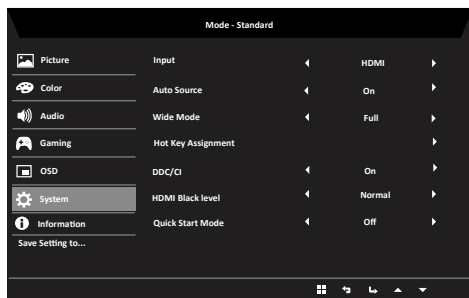 Mode - Standard
Picture Input HDMI
Color Auto Source On
Audio Wide Mode Full
Gaming Hot Key Assignment
OSD DDC/CI On
System HDMI Black level Normal
Information Quick Start Mode Off
Save Setting to...